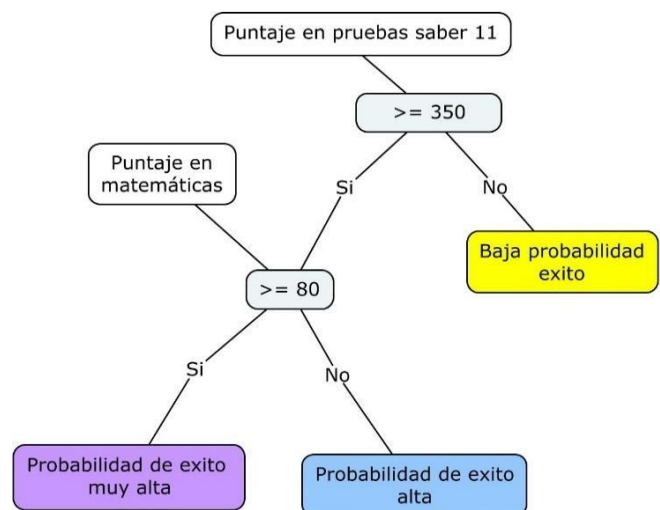 Puntaje en pruebas saber 11
>= 350
Puntaje en
matemáticas
Si
No
Baja probabilidad
exito
>= 80
Si
No
Probabilidad de exito
muy alta
Probabilidad de exito
alta